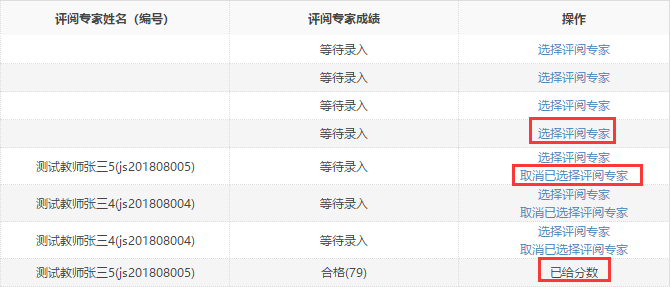 评阅专家姓名（编号） 评阅专家成绩 操作
等待录入 选择评阅专家
等待录入 选择评阅专家
等待录入 选择评阅专家
等待录入 选择评阅专家
测试教师张三5(js201808005) 等待录入 选择评阅专家
取消已选择评阅专家
测试教师张三4(js201808004) 等待录入 选择评阅专家
取消已选择评阅专家
测试教师张三4(js201808004) 等待录入 选择评阅专家
取消已选择评阅专家
测试教师张三5(js201808005) 合格(79) 已给分数